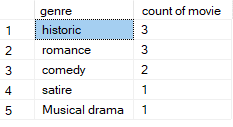 genre count of movie
1 historic 3
2 romance 3
3 comedy 2
4 satire 1
5 Musical drama 1